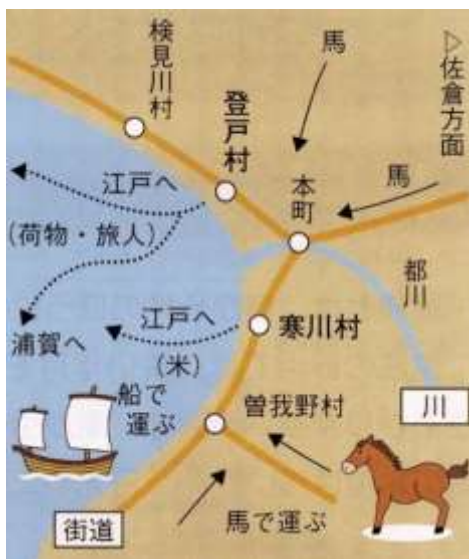 検見川村
登戸村
馬
▷佐倉方面
江戸へ
本町
馬
(荷物・旅人)
都川
江戸へ
寒川村
浦賀へ
(米)
船で
運ぶ
曽我野村
川
街道
馬で運ぶ